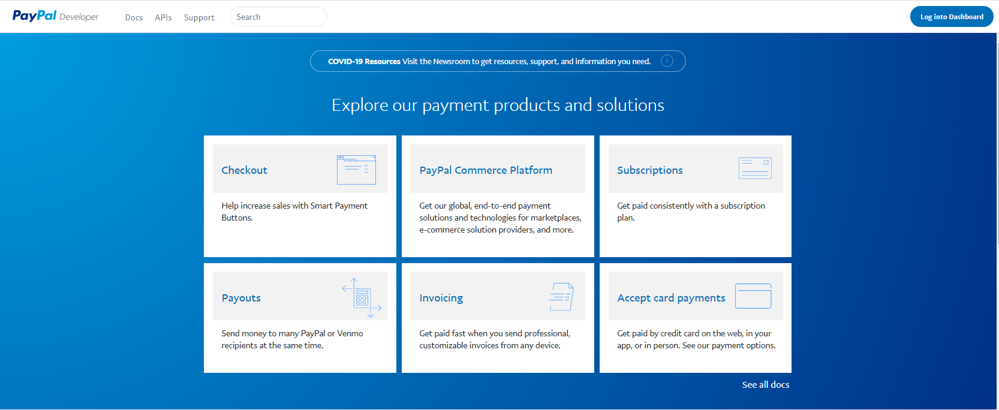 PayPal Developer
Docs APIs Support Search Log into Dashboard
COVID-19 Resources Visit the Newsroom to get resources, support, and information you need.
Explore our payment products and solutions
Checkout
Help increase sales with Smart Payment
Buttons.
PayPal Commerce Platform
Get our global, end-to-end payment
solutions and technologies for marketplaces,
e-commerce solution providers, and more.
Subscriptions
Get paid consistently with a subscription
plan.
Payouts
Send money to many PayPal or Venmo
recipients at the same time.
Invoicing
Get paid fast when you send professional,
customizable invoices from any device.
Accept card payments
Get paid by credit card on the web, in your
app, or in person. See our payment options.
See all docs